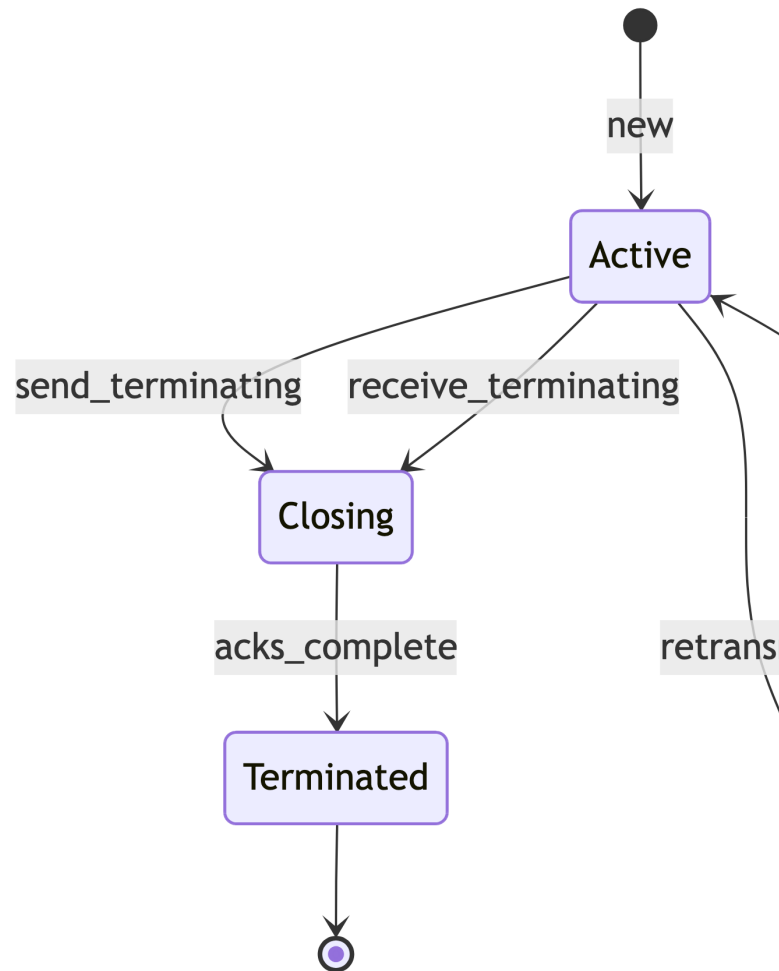 new
Active
send_terminating
receive_terminating
Closing
acks_complete
retrans
Terminated